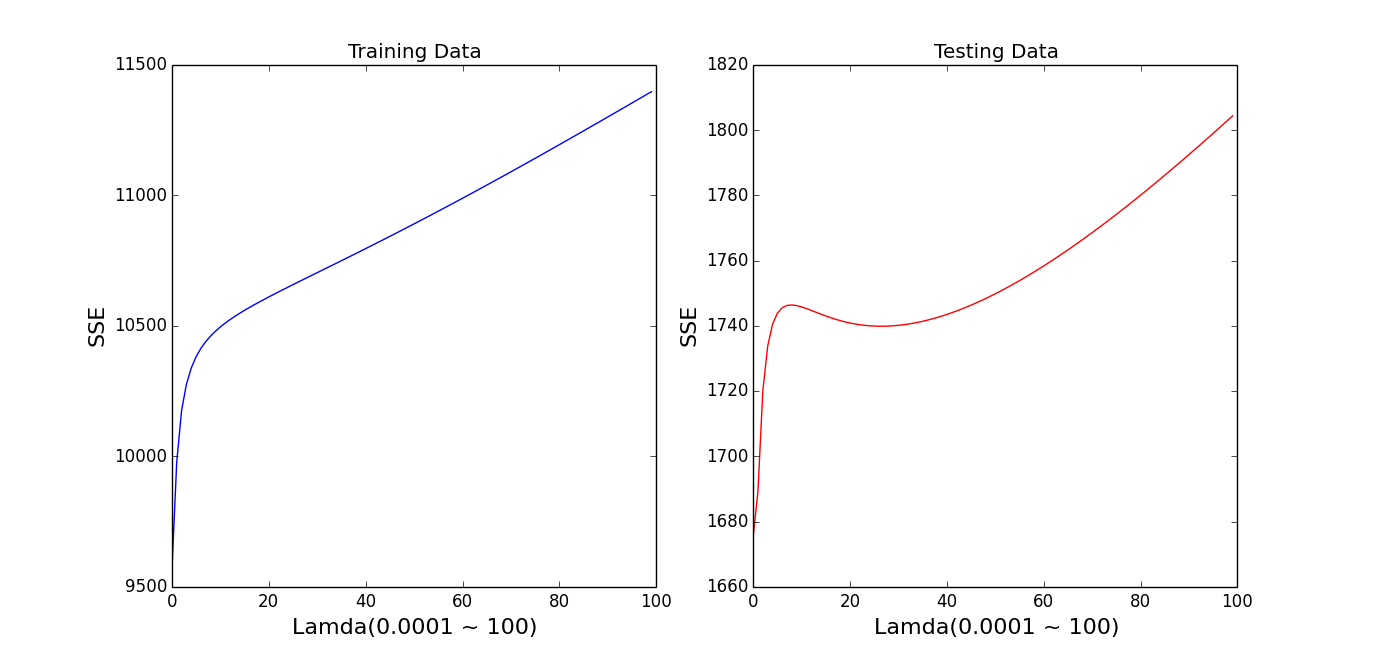 Training Data
11500
11000
10500
10000
9500
SSE
0 20 40 60 80 100
Lamda(0.0001 ~ 100)
Testing Data
1820
1800
1780
1760
1740
1720
1700
1680
1660
SSE
0 20 40 60 80 100
Lamda(0.0001 ~ 100)